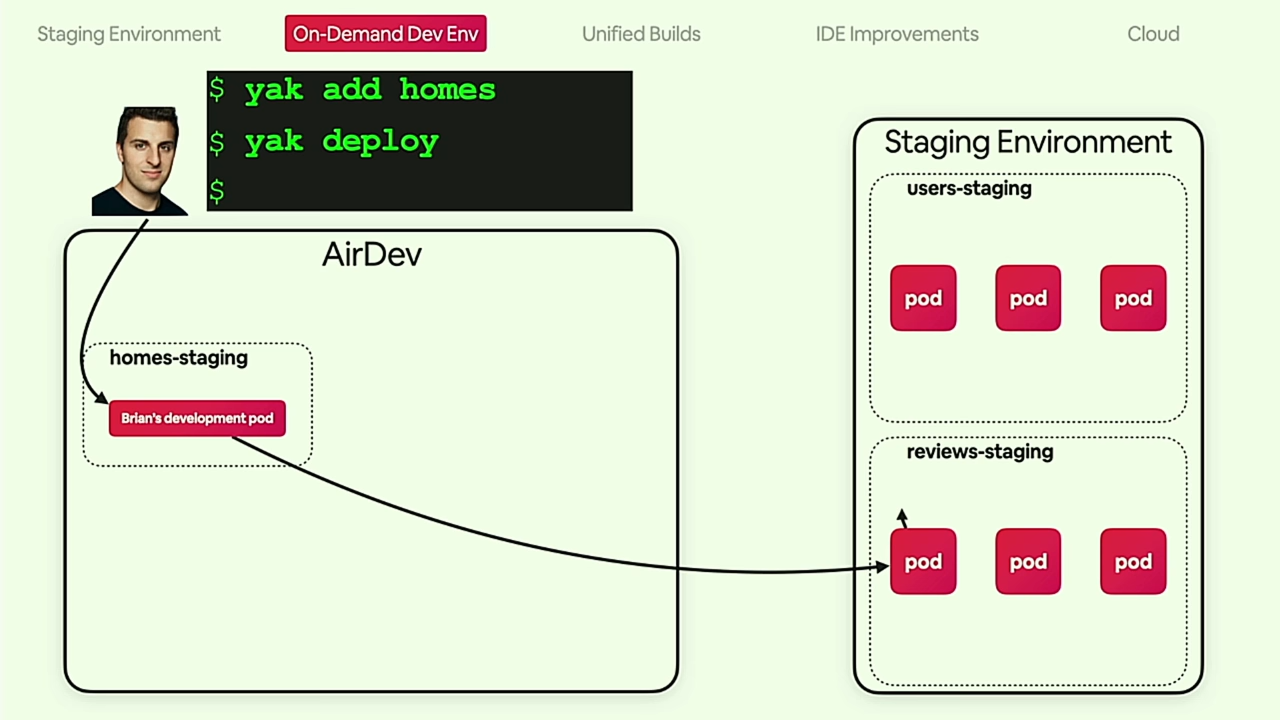 Staging Environment
On-Demand Dev Env
Unified Builds
IDE Improvements
Cloud
$ yak add homes
$ yak deploy
$
AirDev
homes-staging
Brian's development pod
Staging Environment
users-staging
pod
pod
pod
reviews-staging
pod
pod
pod